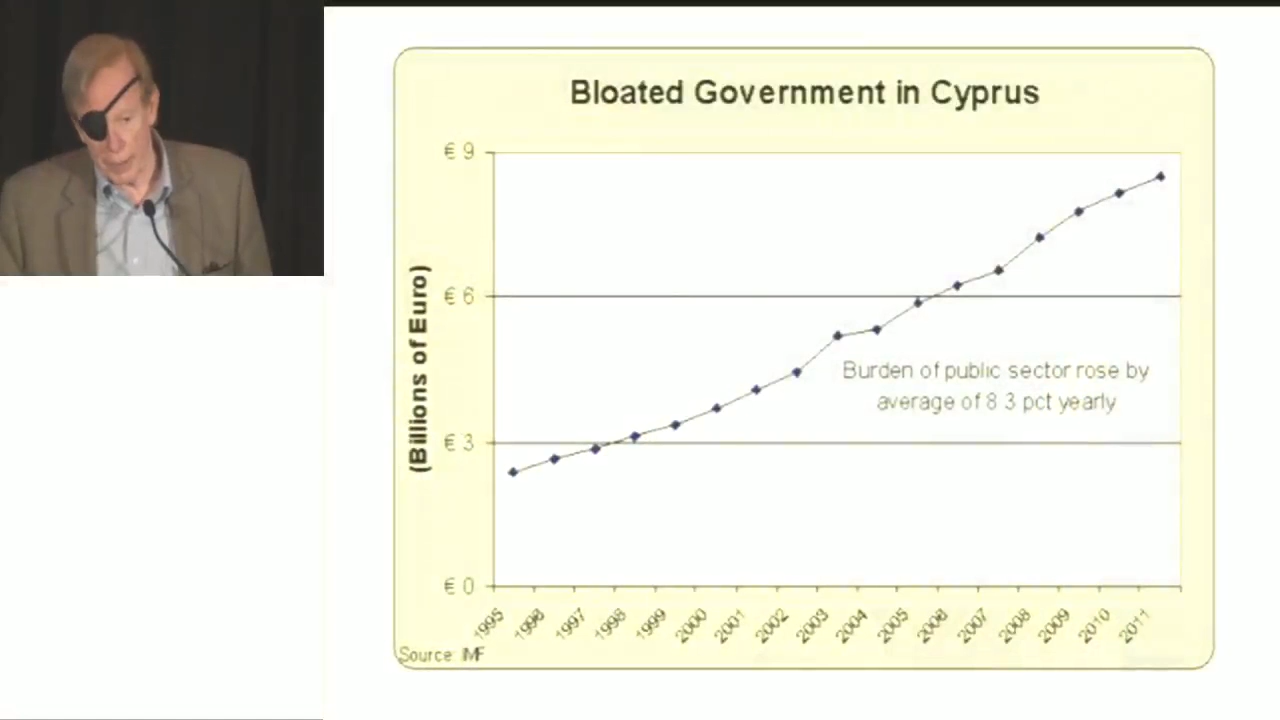 Bloated Government in Cyprus
€ 9
€ 6
€ 3
€ 0
(Billions of Euro)
Burden of public sector rose by
average of 8.3 pct yearly
1995 1996 1997 1998 1999 2000 2001 2002 2003 2004 2005 2006 2007 2008 2009 2010 2011
Source: IMF